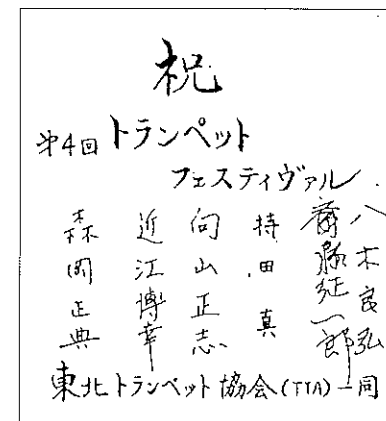 祝
第4回トランペット
フェスティヴァル
八木良弘
齋藤征一郎
持田真
向山正志
近江博幸
森岡正典
東北トランペット協会(TTA)一同